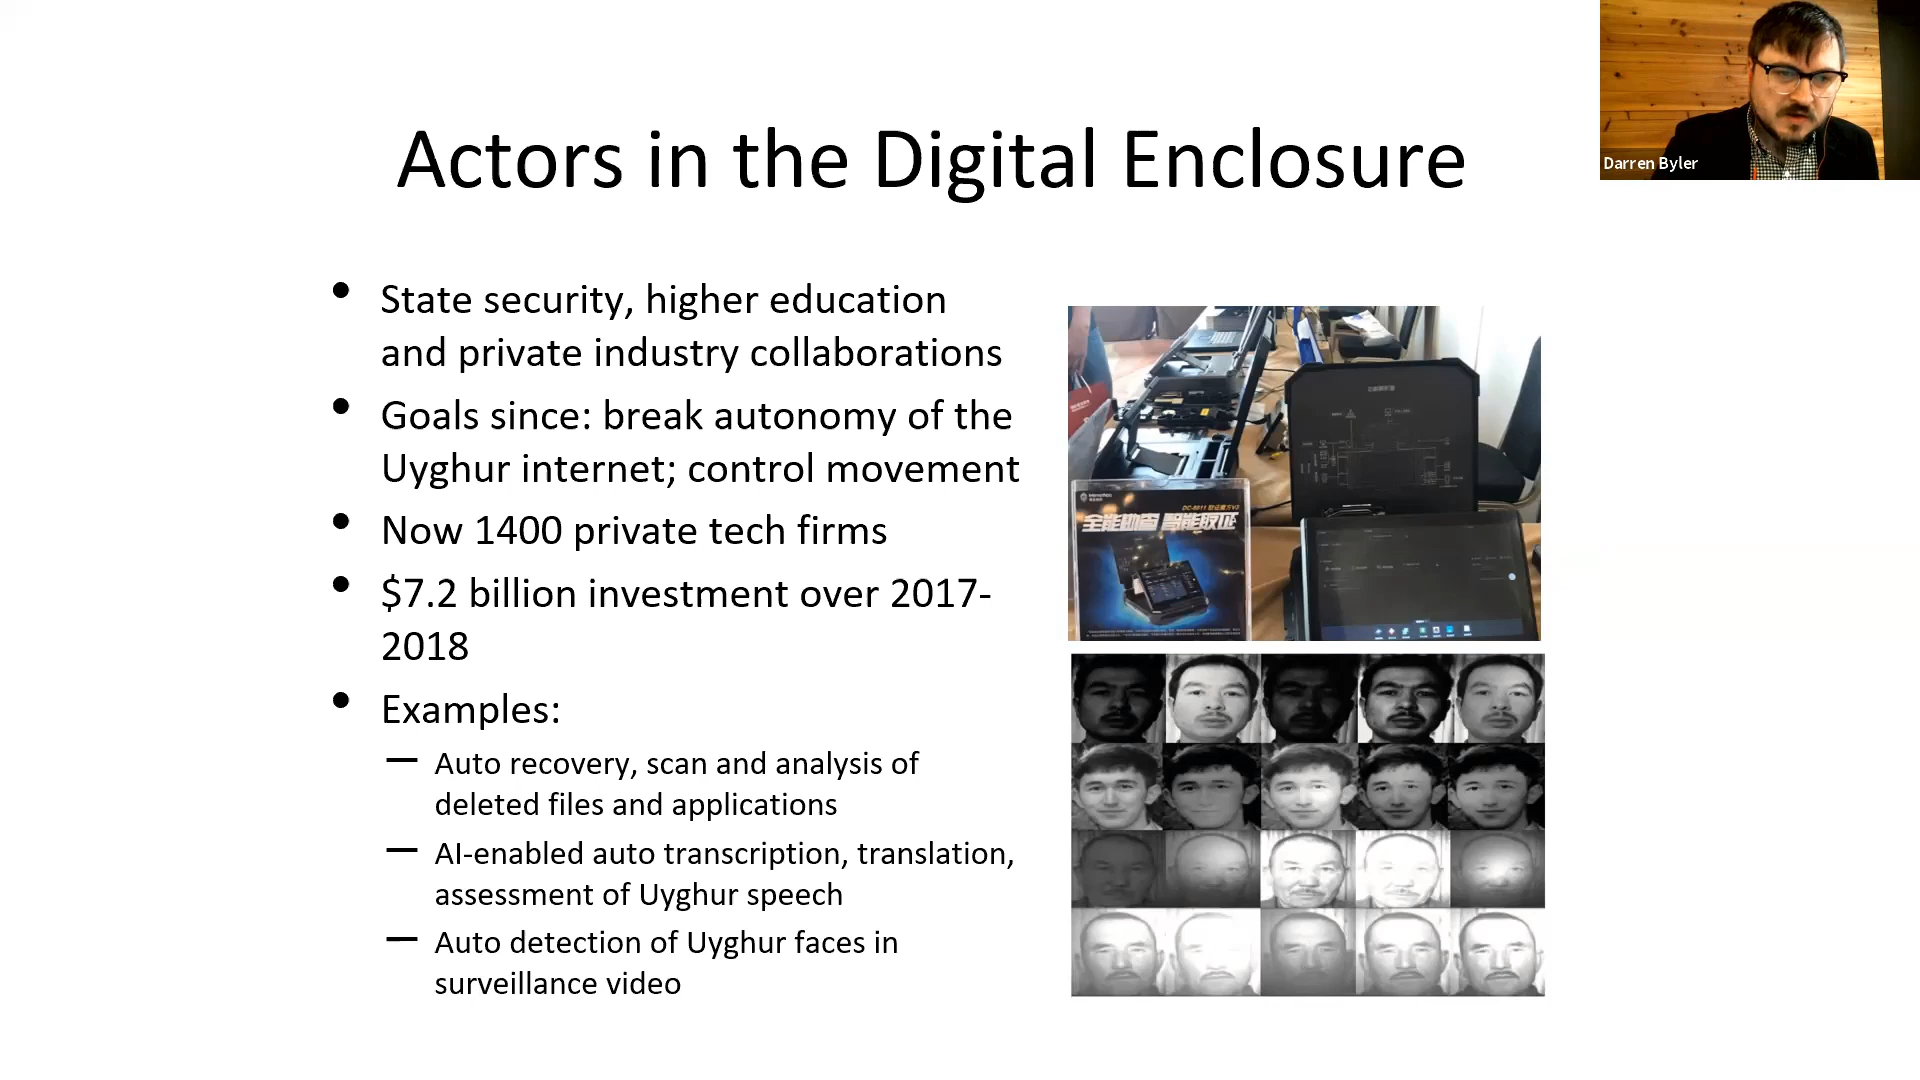 Actors in the Digital Enclosure
Darren Byler
• State security, higher education
and private industry collaborations
• Goals since: break autonomy of the
Uyghur internet; control movement
• Now 1400 private tech firms
• $7.2 billion investment over 2017-
2018
• Examples:
— Auto recovery, scan and analysis of
deleted files and applications
— AI-enabled auto transcription, translation,
assessment of Uyghur speech
— Auto detection of Uyghur faces in
surveillance video
全能勘查 智能取证